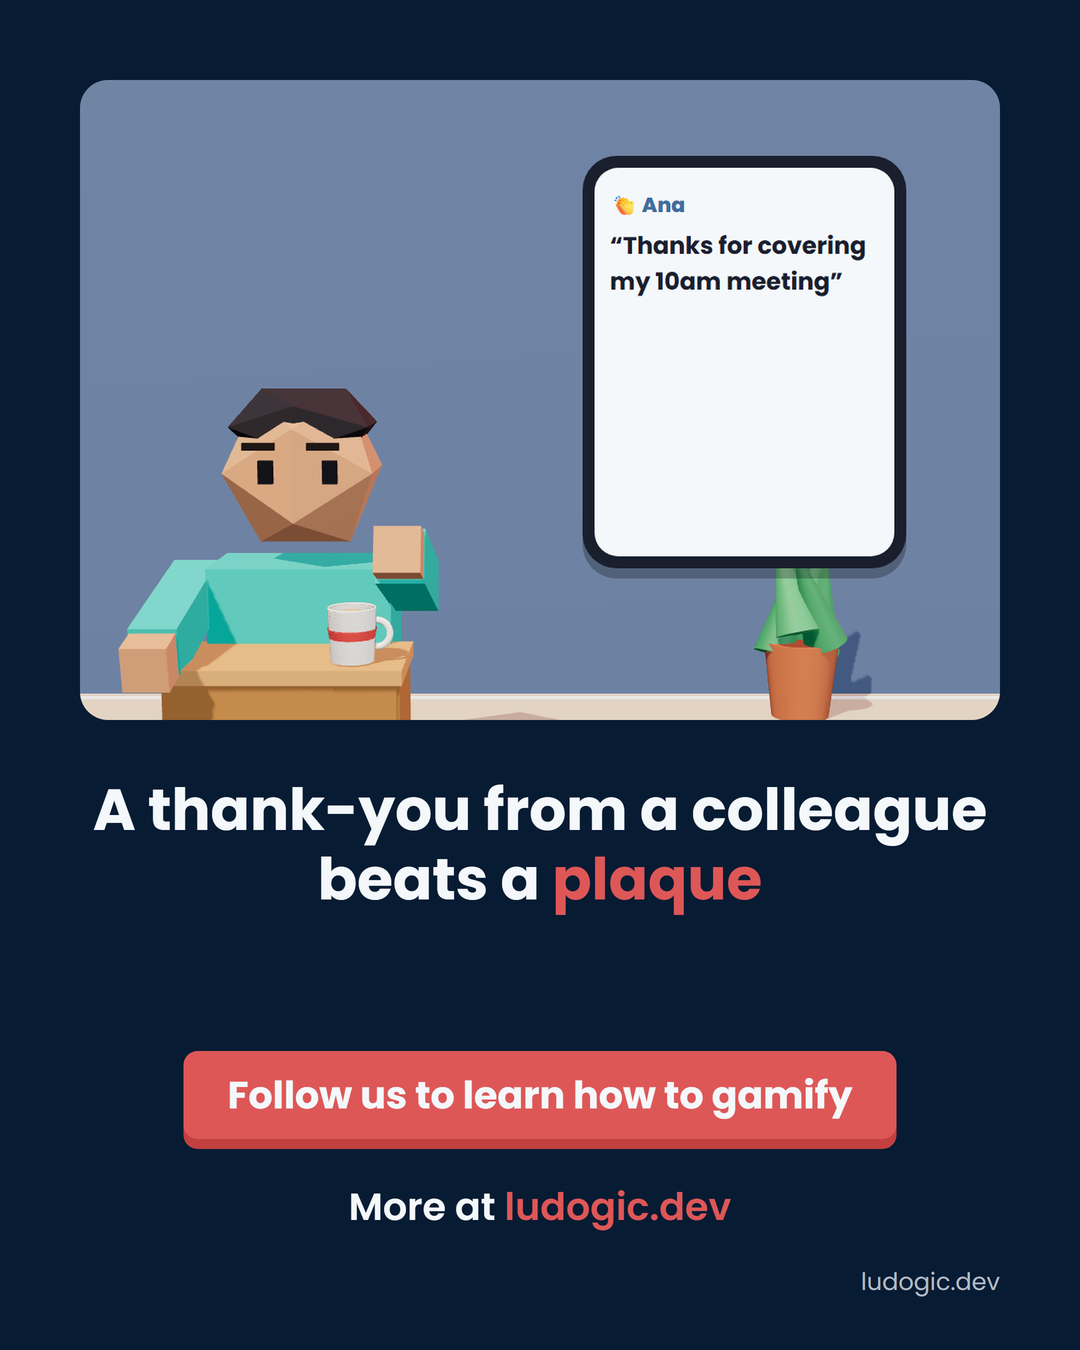 👏 Ana
“Thanks for covering
my 10am meeting”
A thank-you from a colleague
beats a plaque
Follow us to learn how to gamify
More at ludogic.dev
ludogic.dev